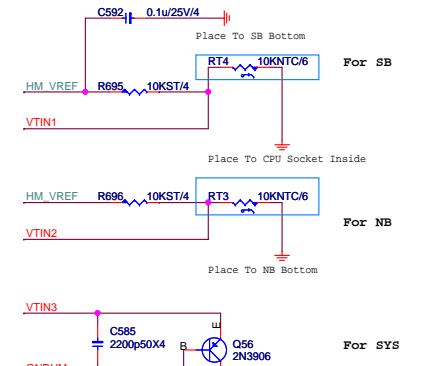 C592 0.1u/25V/4
Place To SB Bottom
RT4 10KNTC/6 For SB
HM_VREF R695 10KST/4
VTIN1
Place To CPU Socket Inside
HM_VREF R696 10KST/4 RT3 10KNTC/6
For NB
VTIN2
Place To NB Bottom
VTIN3
C585
2200p50X4
E
B Q56
2N3906
For SYS